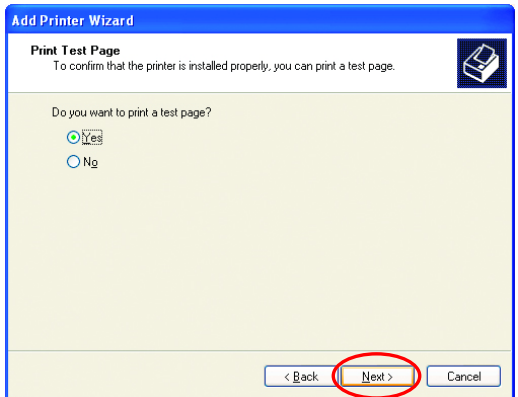 Add Printer Wizard
Print Test Page
To confirm that the printer is installed properly, you can print a test page.
Do you want to print a test page?
Yes
No
< Back
Next >
Cancel